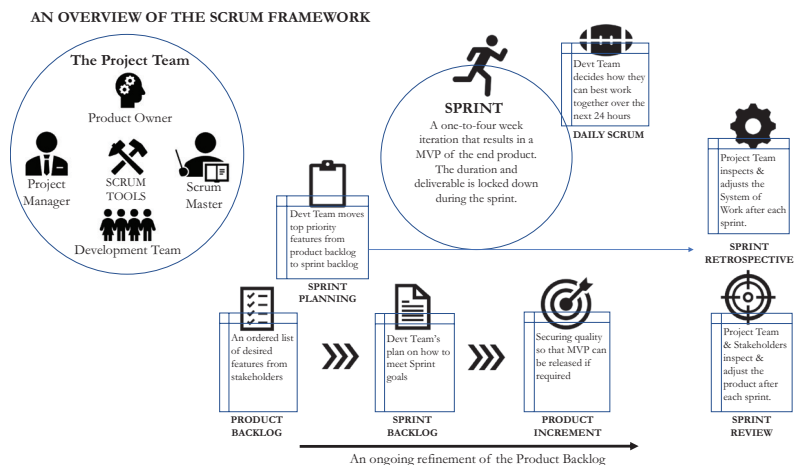 AN OVERVIEW OF THE SCRUM FRAMEWORK
The Project Team
Product Owner
Project
Manager
SCRUM
TOOLS
Scrum
Master
Development Team
SPRINT
A one-to-four week
iteration that results in a
MVP of the end product.
The duration and
deliverable is locked down
during the sprint.
Devt Team
decides how they
can best work
together over the
next 24 hours
DAILY SCRUM
Devt Team moves
top priority
features from
product backlog
to sprint backlog
SPRINT
PLANNING
Project Team
inspects &
adjusts the
System of
Work after each
sprint.
SPRINT
RETROSPECTIVE
An ordered list
of desired
features from
stakeholders
PRODUCT
BACKLOG
Devt Team's
plan on how to
meet Sprint
goals
SPRINT
BACKLOG
Securing quality
so that MVP can
be released if
required
PRODUCT
INCREMENT
Project Team
& Stakeholders
inspect &
adjust the
product after
each sprint.
SPRINT
REVIEW
An ongoing refinement of the Product Backlog